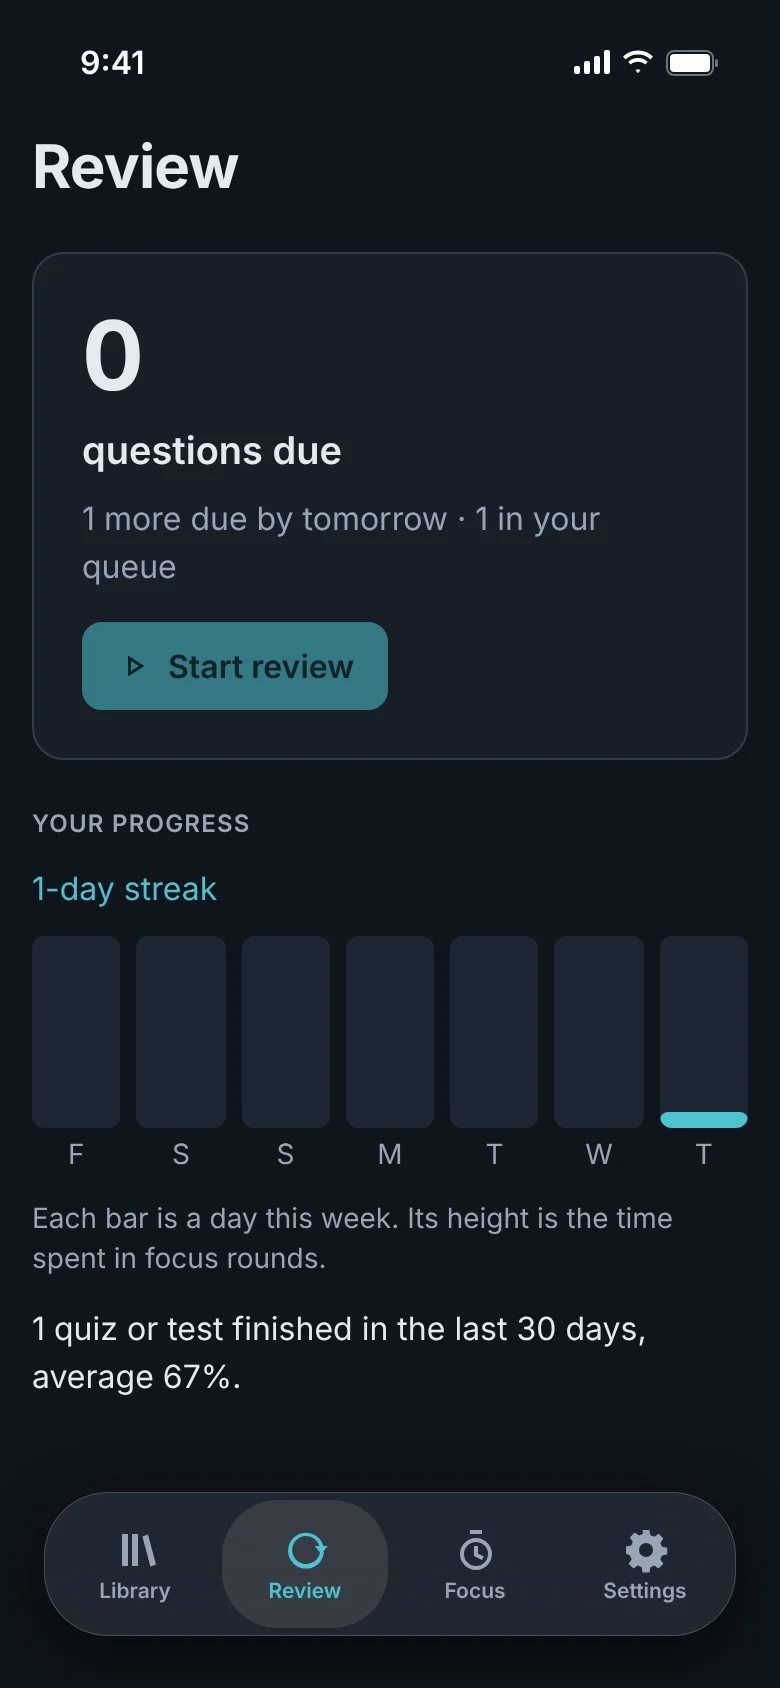 9:41
Review
0
questions due
1 more due by tomorrow · 1 in your
queue
Start review
YOUR PROGRESS
1-day streak
F S S M T W T
Each bar is a day this week. Its height is the time
spent in focus rounds.
1 quiz or test finished in the last 30 days,
average 67%.
Library Review Focus Settings